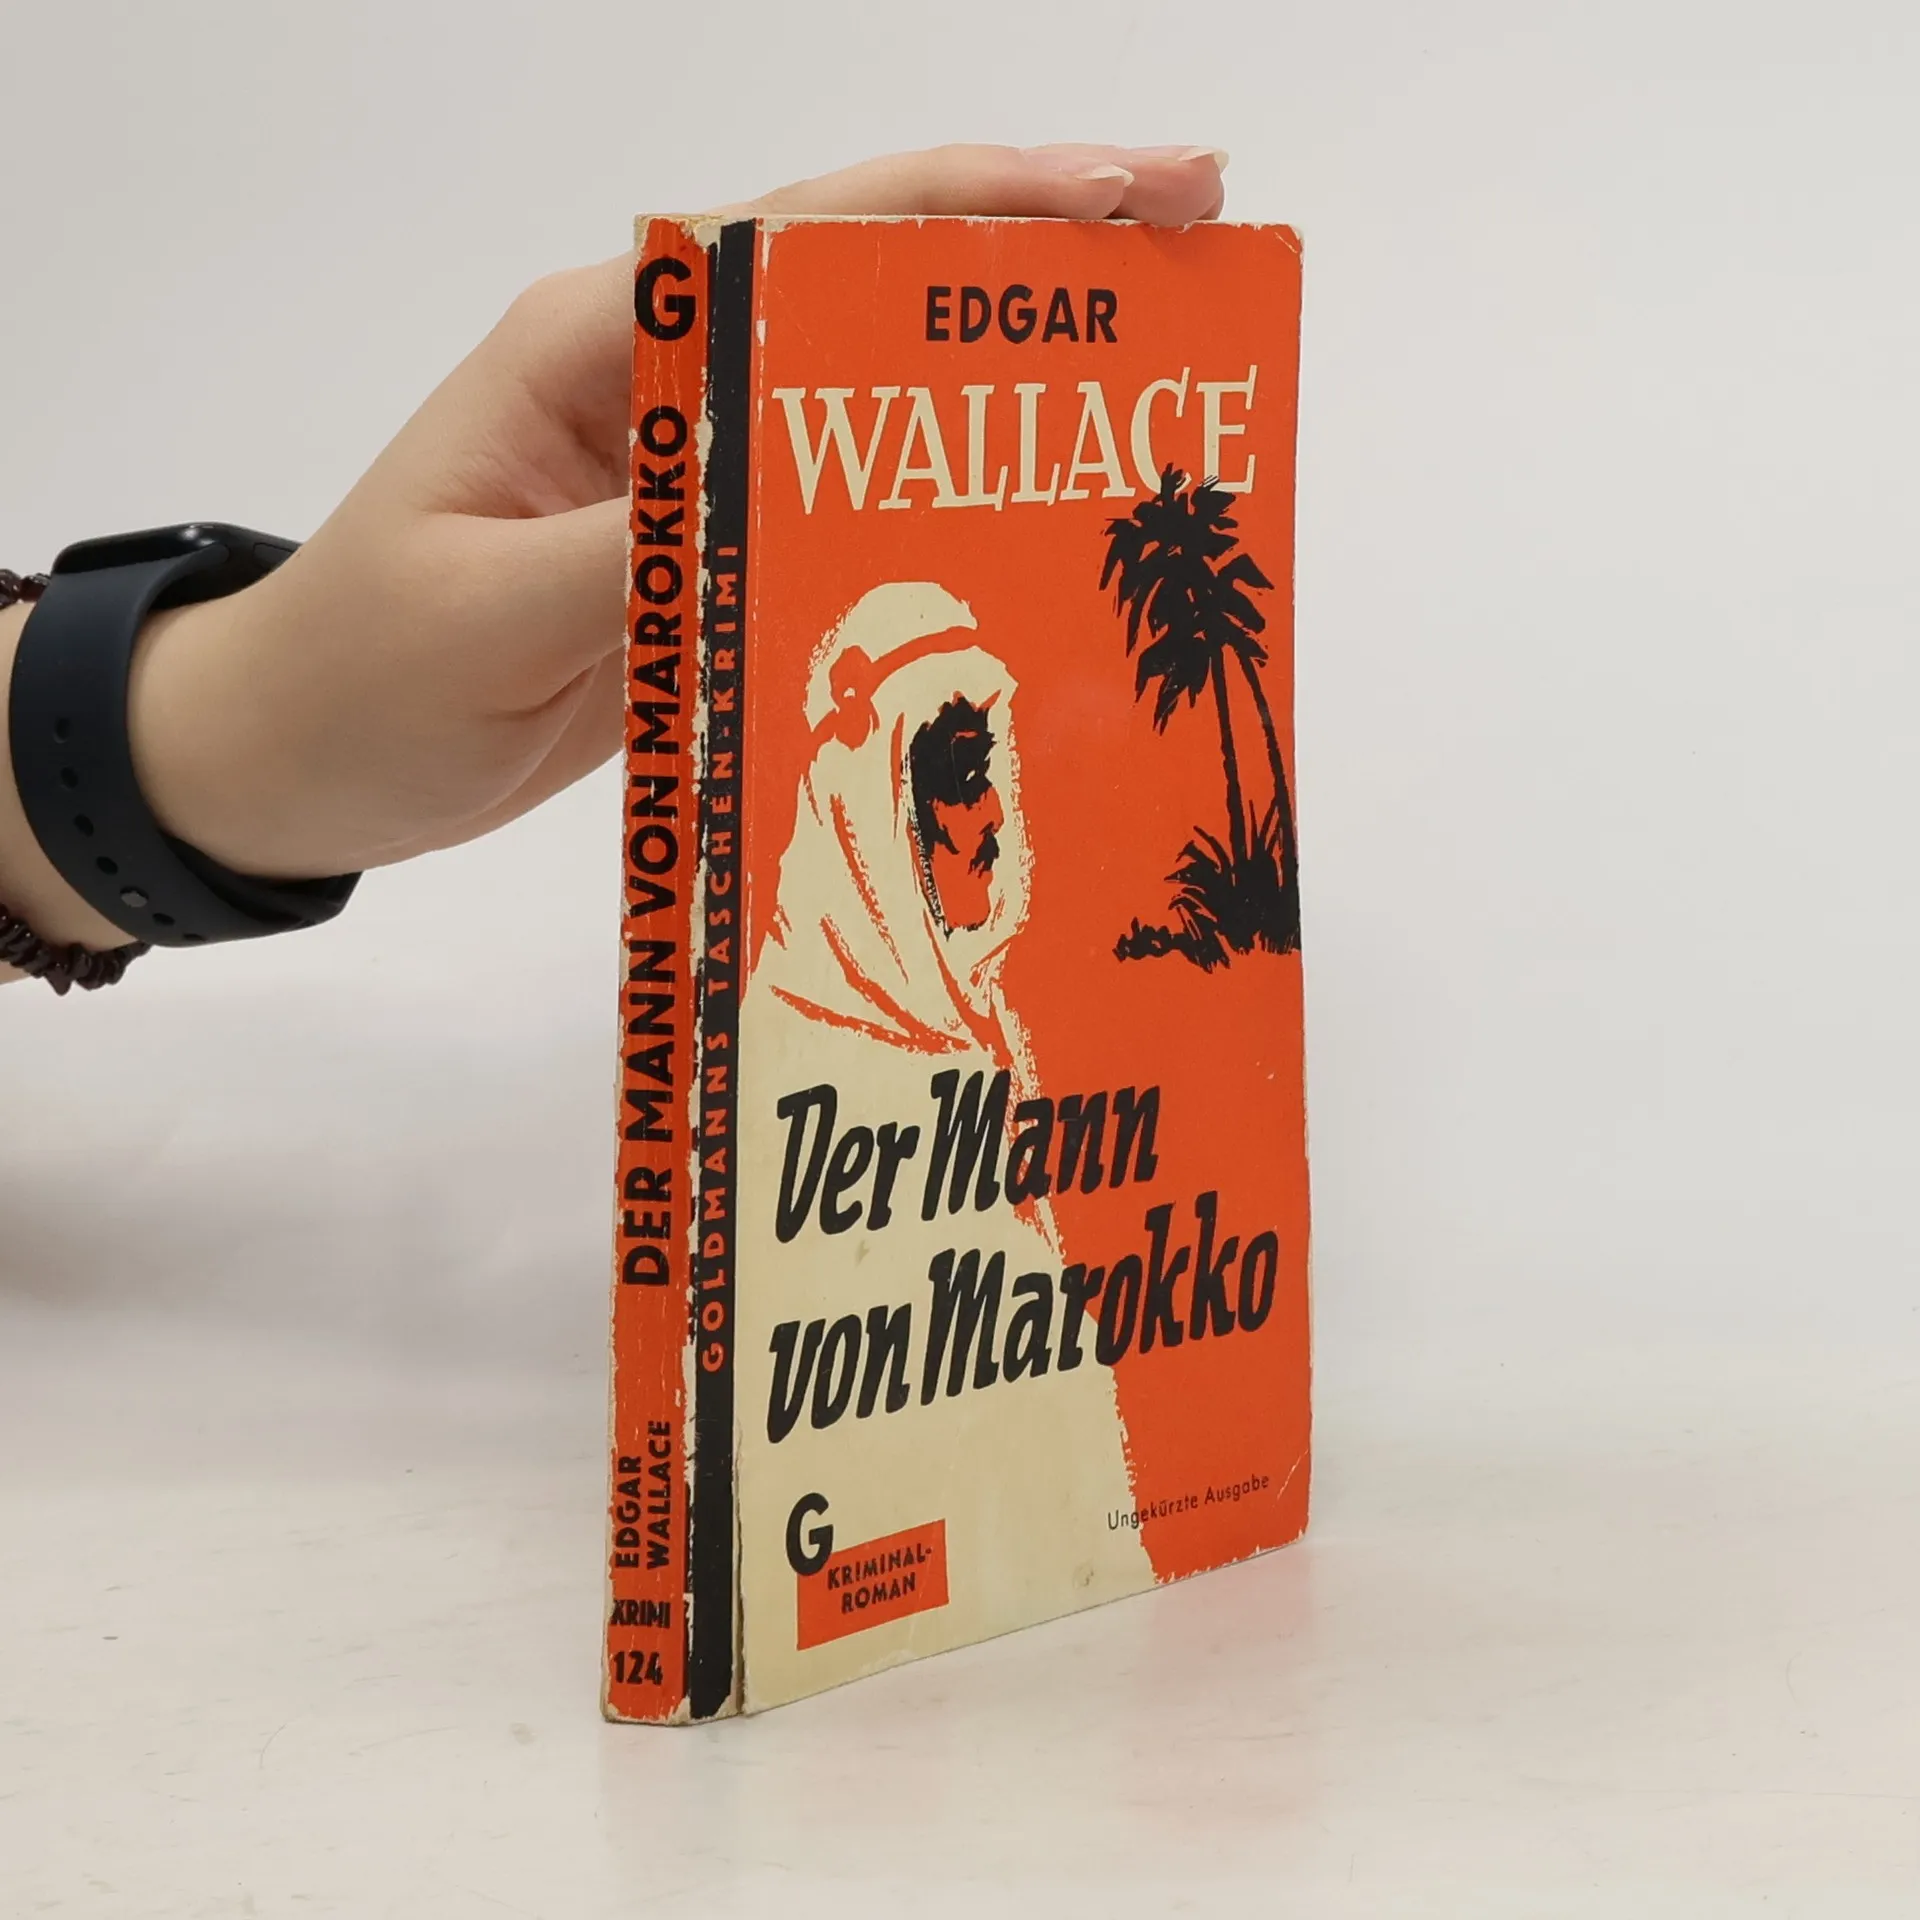 G
DER MANN VON MAROKKO
EDGAR
WALLACE
KRIMI
124
GOLDMANNS TASCHEN-KRIMI
EDGAR
WALLACE
Der Mann
von Marokko
G
KRIMINAL-
ROMAN
Ungekürzte Ausgabe